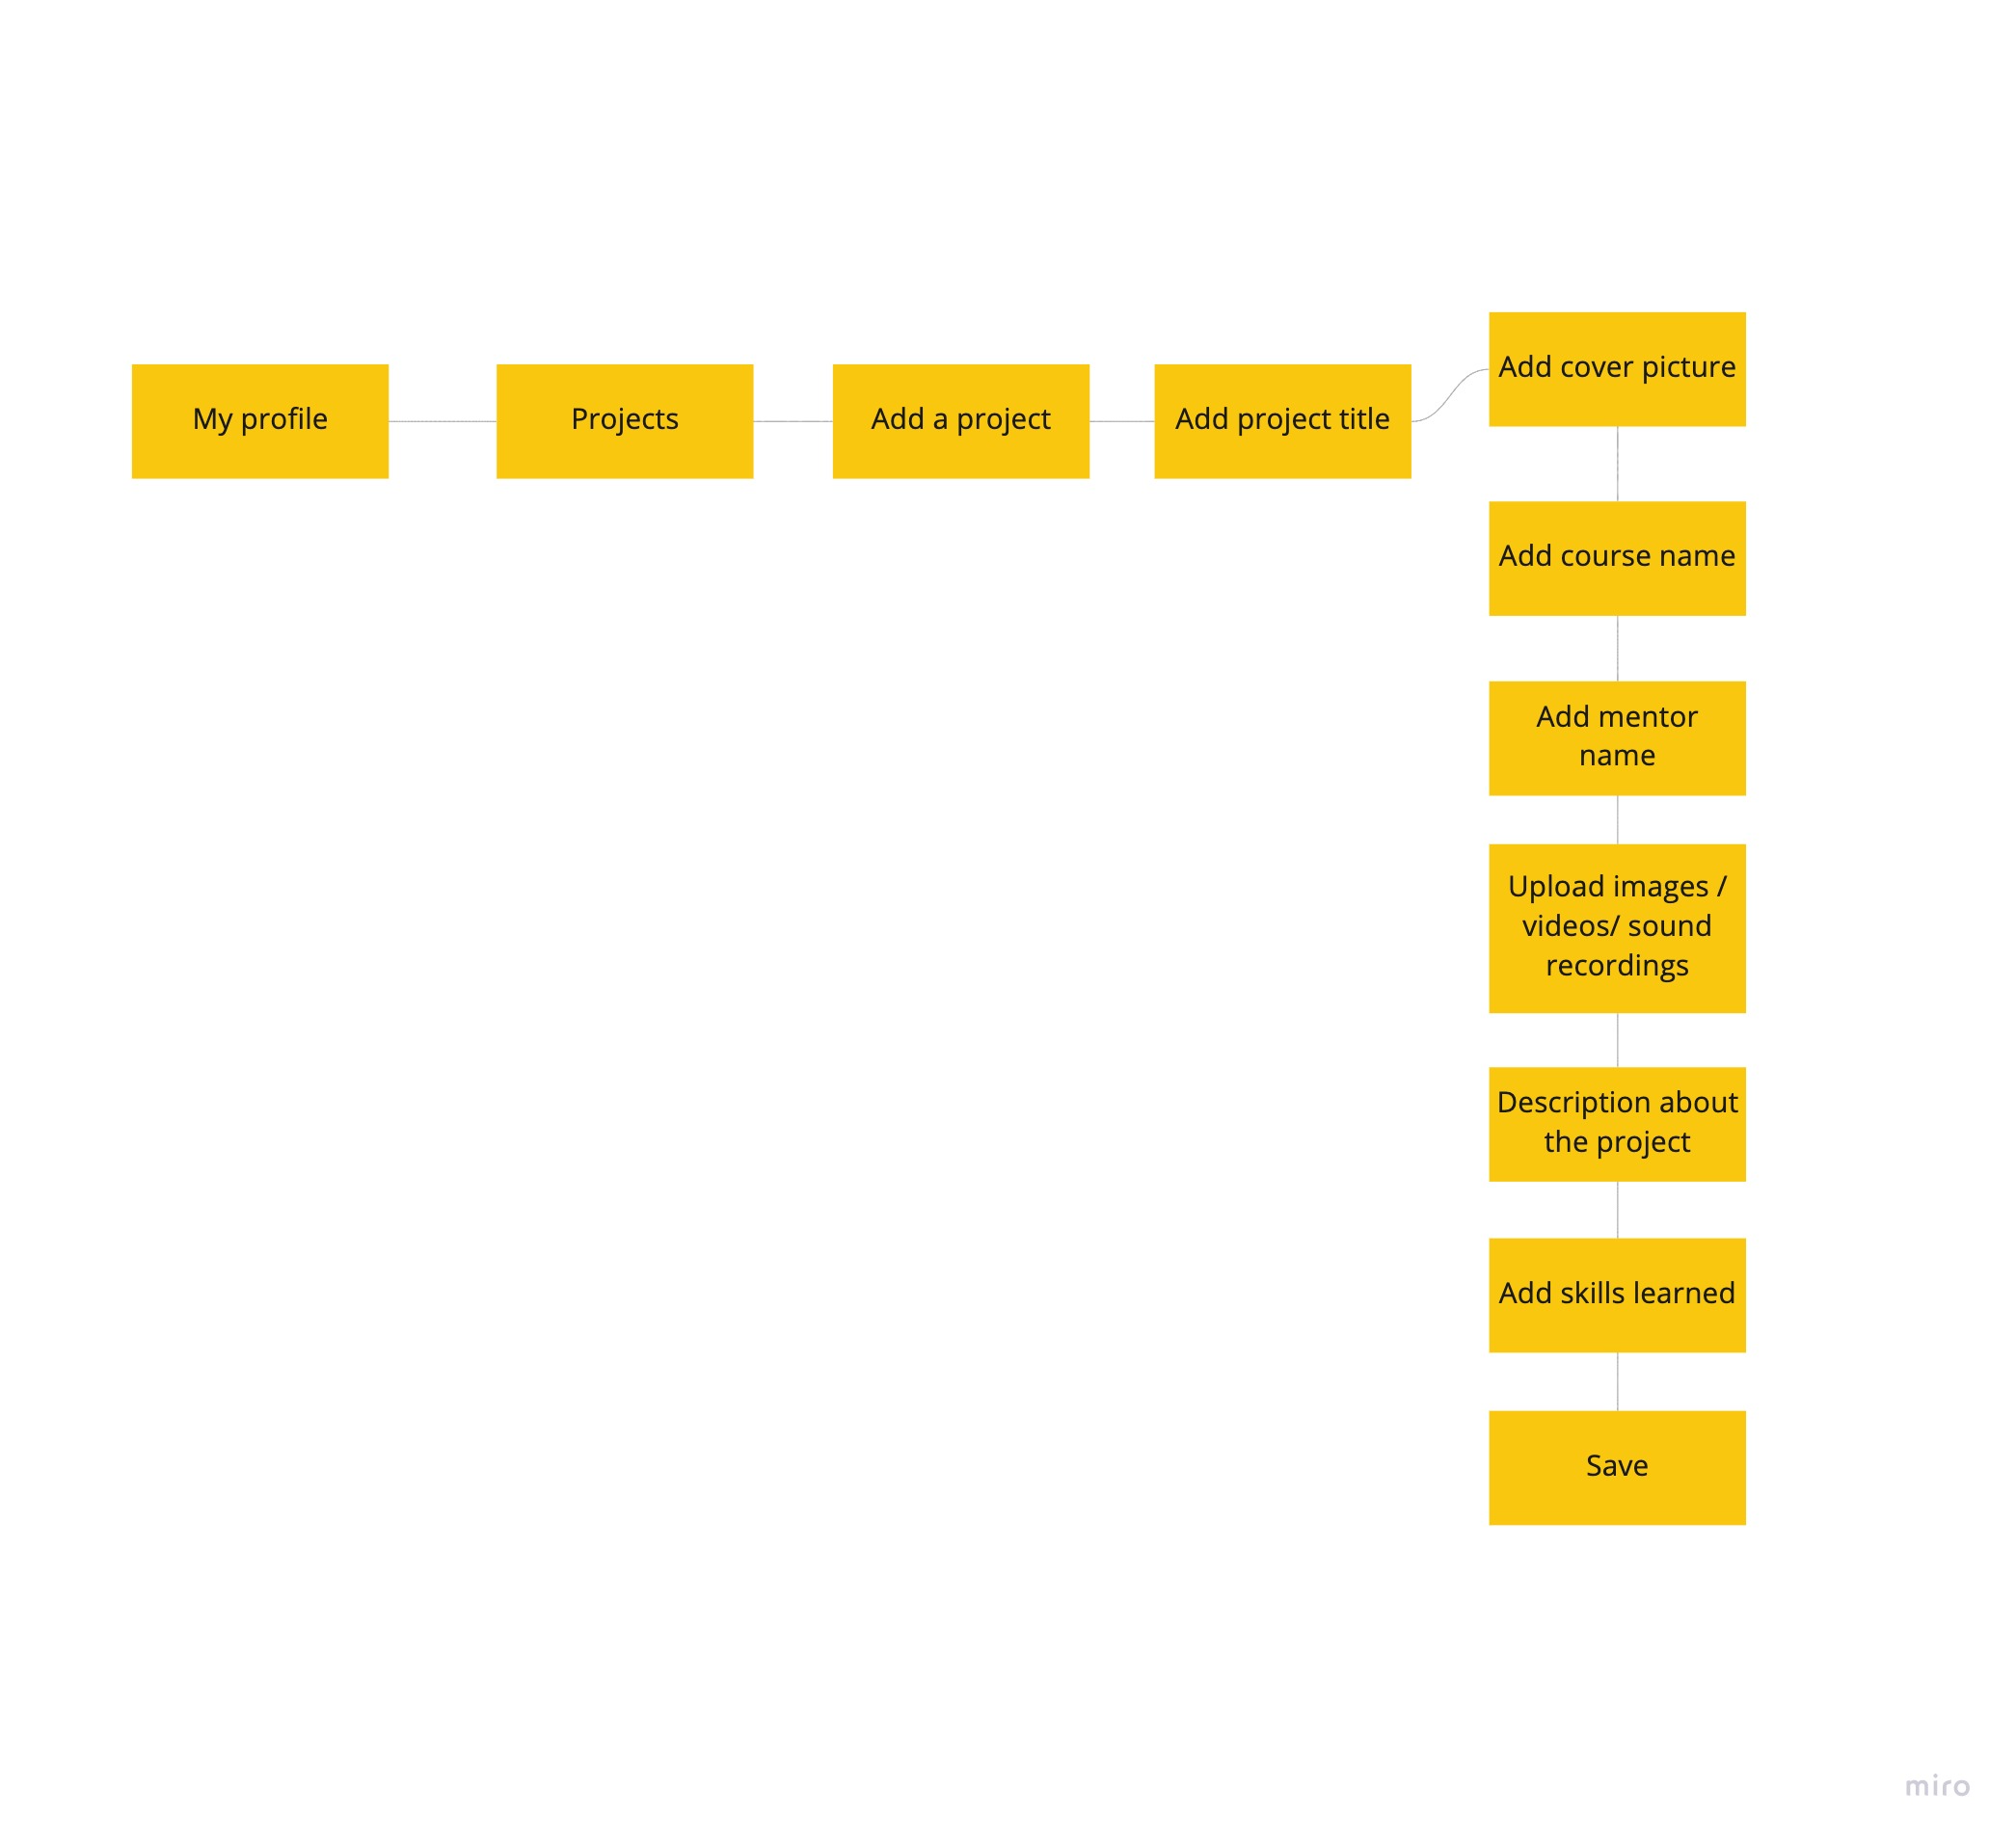 My profile
Projects
Add a project
Add project title
Add cover picture
Add course name
Add mentor
name
Upload images /
videos/ sound
recordings
Description about
the project
Add skills learned
Save
miro